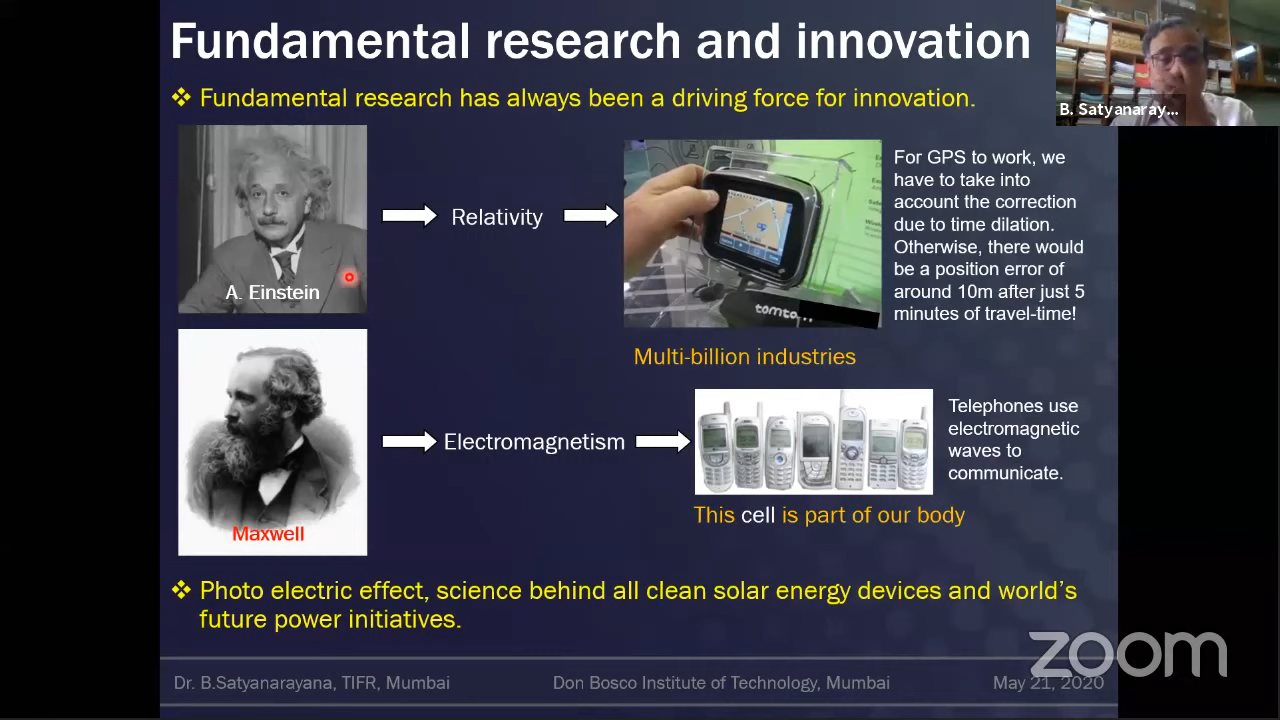 Fundamental research and innovation
B. Satyanaray...
❖ Fundamental research has always been a driving force for innovation.
A. Einstein
Relativity
tomtom
For GPS to work, we
have to take into
account the correction
due to time dilation.
Otherwise, there would
be a position error of
around 10m after just 5
minutes of travel-time!
Multi-billion industries
Maxwell
Electromagnetism
Telephones use
electromagnetic
waves to
communicate.
This cell is part of our body
❖ Photo electric effect, science behind all clean solar energy devices and world's
future power initiatives.
zoom
Dr. B.Satyanarayana, TIFR, Mumbai
Don Bosco Institute of Technology, Mumbai
May 21, 2020